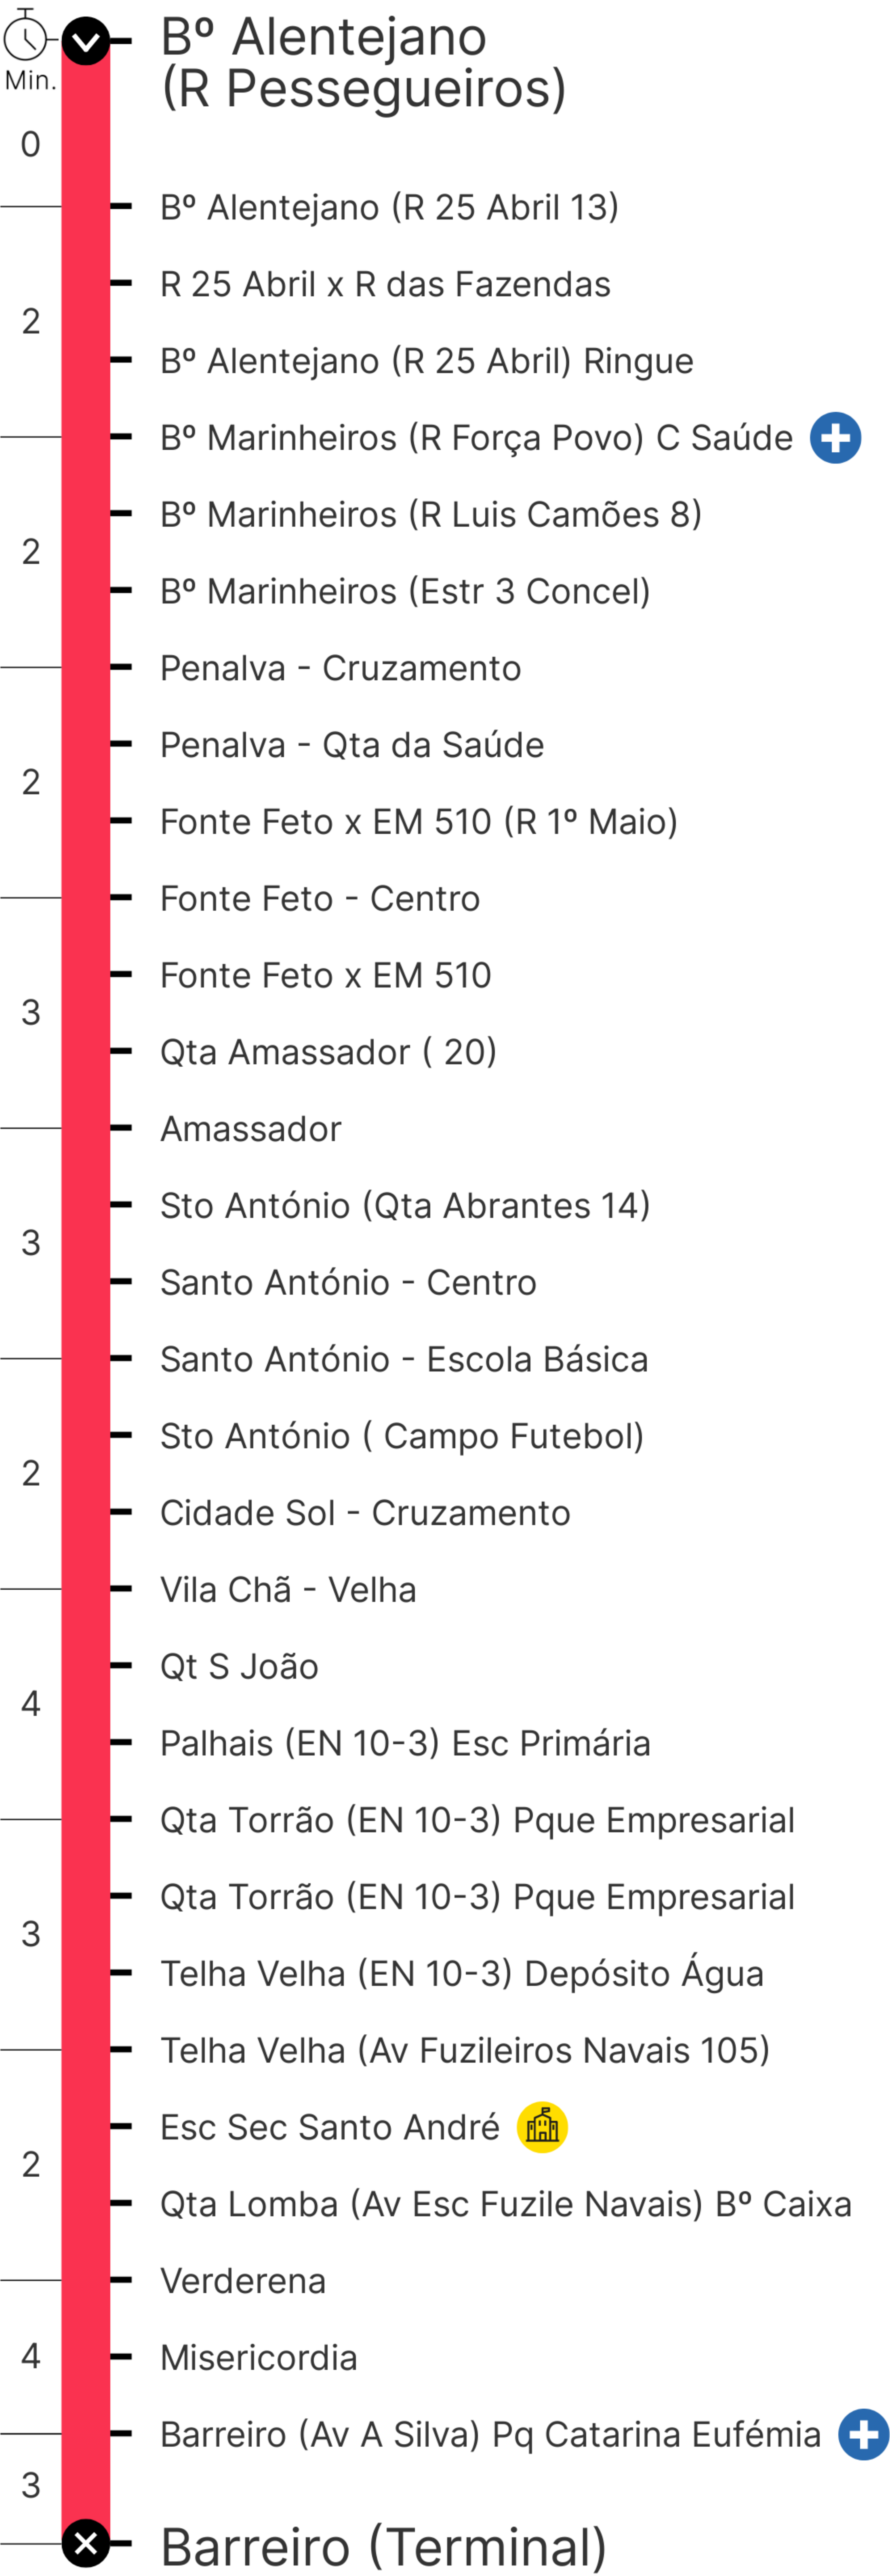 Bº Alentejano
(R Pessegueiros)
Min.
0
Bº Alentejano (R 25 Abril 13)
R 25 Abril x R das Fazendas
2
Bº Alentejano (R 25 Abril) Ringue
Bº Marinheiros (R Força Povo) C Saúde
Bº Marinheiros (R Luis Camões 8)
2
Bº Marinheiros (Estr 3 Concel)
Penalva - Cruzamento
Penalva - Qta da Saúde
2
Fonte Feto x EM 510 (R 1º Maio)
Fonte Feto - Centro
Fonte Feto x EM 510
3
Qta Amassador ( 20)
Amassador
Sto António (Qta Abrantes 14)
3
Santo António - Centro
Santo António - Escola Básica
Sto António ( Campo Futebol)
2
Cidade Sol - Cruzamento
Vila Chã - Velha
Qt S João
4
Palhais (EN 10-3) Esc Primária
Qta Torrão (EN 10-3) Pque Empresarial
Qta Torrão (EN 10-3) Pque Empresarial
3
Telha Velha (EN 10-3) Depósito Água
Telha Velha (Av Fuzileiros Navais 105)
Esc Sec Santo André
2
Qta Lomba (Av Esc Fuzile Navais) Bº Caixa
Verderena
4
Misericordia
Barreiro (Av A Silva) Pq Catarina Eufémia
3
Barreiro (Terminal)